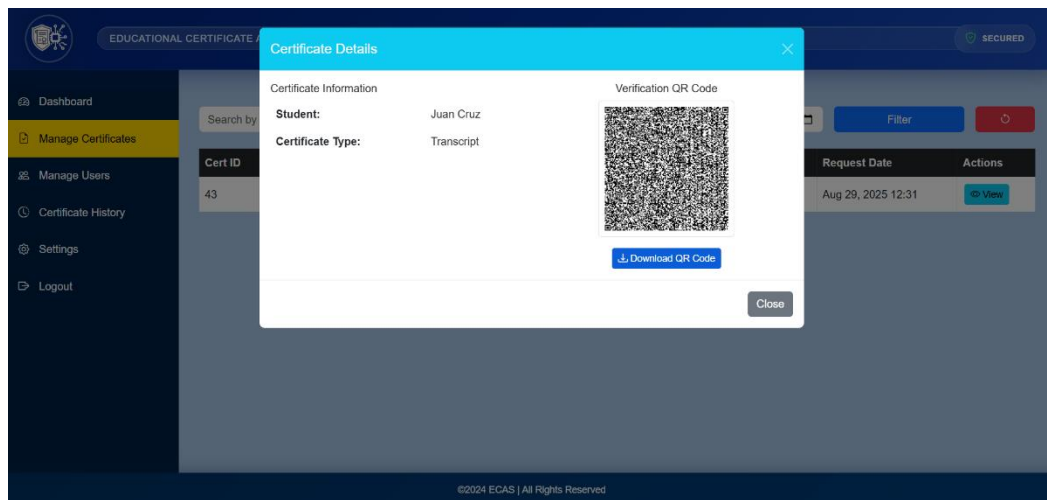 EDUCATIONAL CERTIFICATE
SECURED
Dashboard
Manage Certificates
Manage Users
Certificate History
Settings
Logout
Search by
Filter
Cert ID
Request Date
Actions
43
Aug 29, 2025 12:31
View
Certificate Details
Certificate Information
Verification QR Code
Student:
Juan Cruz
Certificate Type:
Transcript
Download QR Code
Close
©2024 ECAS | All Rights Reserved